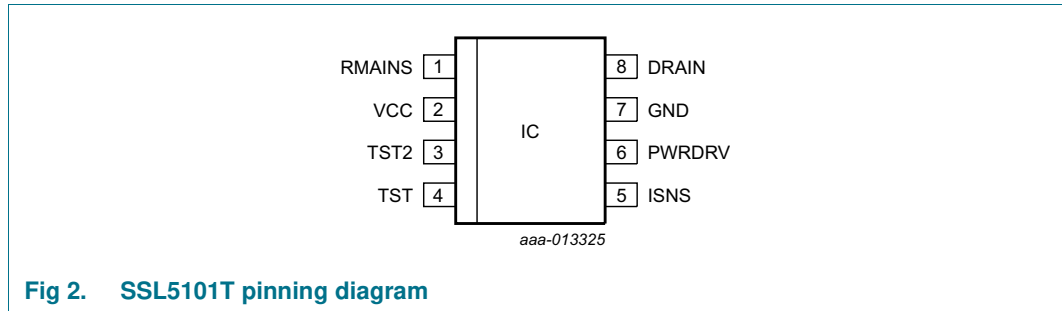 RMAINS 1 8 DRAIN
VCC 2 7 GND
IC
TST2 3 6 PWRDRV
TST 4 5 ISNS
aaa-013325
Fig 2. SSL5101T pinning diagram